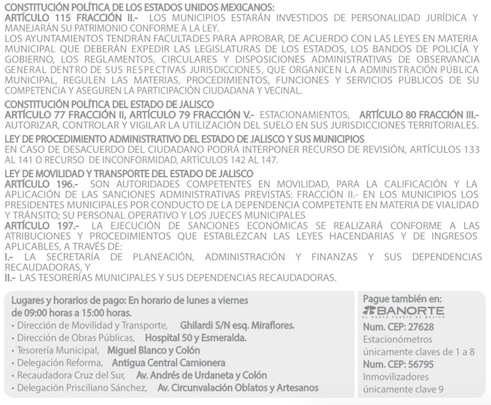 CONSTITUCIÓN POLÍTICA DE LOS ESTADOS UNIDOS MEXICANOS:
ARTÍCULO 115 FRACCIÓN II.- LOS MUNICIPIOS ESTARÁN INVESTIDOS DE PERSONALIDAD JURÍDICA Y
MANEJARÁN SU PATRIMONIO CONFORME A LA LEY.
LOS AYUNTAMIENTOS TENDRÁN FACULTADES PARA APROBAR, DE ACUERDO CON LAS LEYES EN MATERIA
MUNICIPAL QUE DEBERÁN EXPEDIR LAS LEGISLATURAS DE LOS ESTADOS, LOS BANDOS DE POLICÍA Y
GOBIERNO, LOS REGLAMENTOS, CIRCULARES Y DISPOSICIONES ADMINISTRATIVAS DE OBSERVANCIA
GENERAL DENTRO DE SUS RESPECTIVAS JURISDICCIONES, QUE ORGANICEN LA ADMINISTRACIÓN PÚBLICA
MUNICIPAL, REGULEN LAS MATERIAS, PROCEDIMIENTOS, FUNCIONES Y SERVICIOS PÚBLICOS DE SU
COMPETENCIA Y ASEGUREN LA PARTICIPACIÓN CIUDADANA Y VECINAL.
CONSTITUCIÓN POLÍTICA DEL ESTADO DE JALISCO
ARTÍCULO 77 FRACCIÓN II, ARTÍCULO 79 FRACCIÓN V.- ESTACIONAMIENTOS, ARTÍCULO 80 FRACCIÓN III.-
AUTORIZAR, CONTROLAR Y VIGILAR LA UTILIZACIÓN DEL SUELO EN SUS JURISDICCIONES TERRITORIALES.
LEY DE PROCEDIMIENTO ADMINISTRATIVO DEL ESTADO DE JALISCO Y SUS MUNICIPIOS
EN CASO DE DESACUERDO DEL CIUDADANO PODRÁ INTERPONER RECURSO DE REVISIÓN, ARTÍCULOS 133
AL 141 O RECURSO DE INCONFORMIDAD, ARTÍCULOS 142 AL 147.
LEY DE MOVILIDAD Y TRANSPORTE DEL ESTADO DE JALISCO
ARTÍCULO 196.- SON AUTORIDADES COMPETENTES EN MOVILIDAD, PARA LA CALIFICACIÓN Y LA
APLICACIÓN DE LAS SANCIONES ADMINISTRATIVAS PREVISTAS: FRACCIÓN II.- EN LOS MUNICIPIOS LOS
PRESIDENTES MUNICIPALES POR CONDUCTO DE LA DEPENDENCIA COMPETENTE EN MATERIA DE VIALIDAD
Y TRÁNSITO; SU PERSONAL OPERATIVO Y LOS JUECES MUNICIPALES
ARTÍCULO 197.- LA EJECUCIÓN DE SANCIONES ECONÓMICAS SE REALIZARÁ CONFORME A LAS
ATRIBUCIONES Y PROCEDIMIENTOS QUE ESTABLEZCAN LAS LEYES HACENDARIAS Y DE INGRESOS
APLICABLES, A TRAVÉS DE:
I.- LA SECRETARÍA DE PLANEACIÓN, ADMINISTRACIÓN Y FINANZAS Y SUS DEPENDENCIAS
RECAUDADORAS, Y
II.- LAS TESORERÍAS MUNICIPALES Y SUS DEPENDENCIAS RECAUDADORAS.
Lugares y horarios de pago: En horario de lunes a viernes
de 09:00 horas a 15:00 horas.
• Dirección de Movilidad y Transporte, Ghilardi S/N esq. Miraflores.
• Dirección de Obras Públicas, Hospital 50 y Esmeralda.
• Tesorería Municipal, Miguel Blanco y Colón
• Delegación Reforma, Antigua Central Camionera
• Recaudadora Cruz del Sur, Av. Andrés de Urdaneta y Colón
• Delegación Prisciliano Sánchez, Av. Circunvalación Oblatos y Artesanos
Pague también en:
BANORTE
EL BANCO FUERTE DE MÉXICO
Num. CEP: 27628
Estacionómetros
únicamente claves de 1 a 8
Num. CEP: 56795
Inmovilizadores
únicamente clave 9